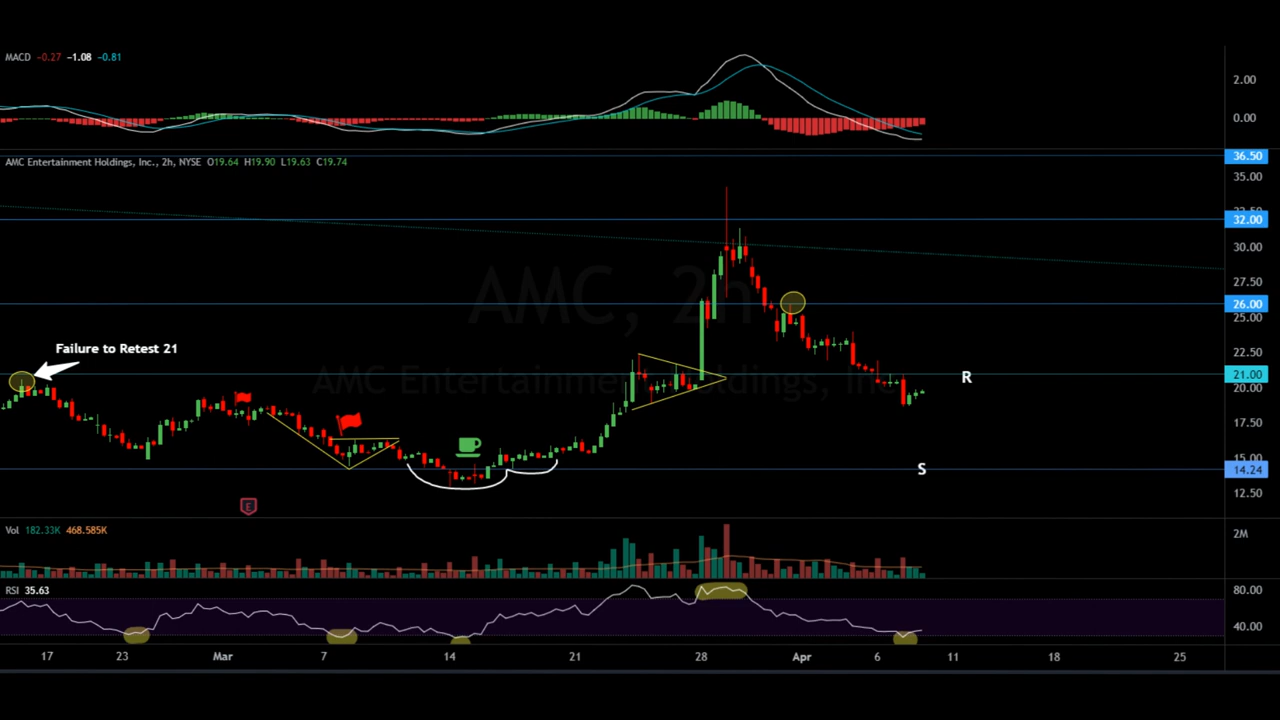 MACD -0.27 -1.08 -0.81
2.00
0.00
AMC Entertainment Holdings, Inc., 2h, NYSE O19.64 H19.90 L19.63 C19.74
36.50
35.00
32.50
32.00
30.00
27.50
26.00
25.00
22.50
21.00
20.00
17.50
15.00
14.24
12.50
AMC, 2h
AMC Entertainment Holdings, Inc.
Failure to Retest 21
R
S
E
Vol 182.33K 468.585K
2M
RSI 35.63
80.00
40.00
17 23 Mar 7 14 21 28 Apr 6 11 18 25